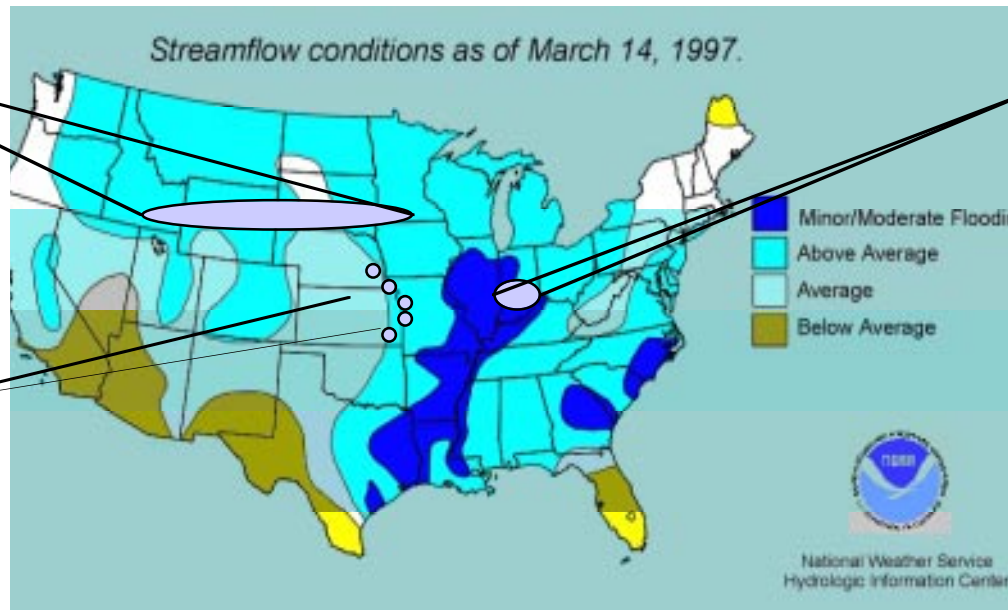 Streamflow conditions as of March 14, 1997.
Minor/Moderate Floodi
Above Average
Average
Below Average
noaa
National Weather Service
Hydrologic Information Center